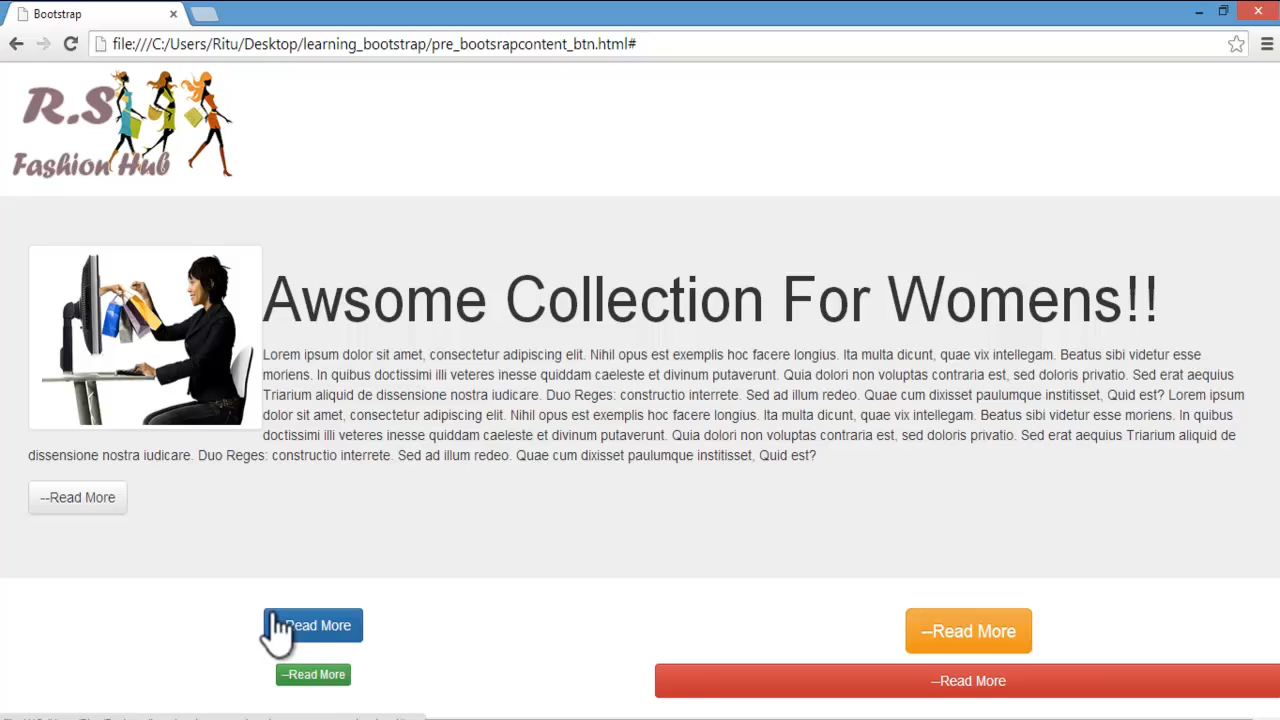 Bootstrap
file:///C:/Users/Ritu/Desktop/learning_bootstrap/pre_bootsrapcontent_btn.html#
R.S
Fashion Hub
Awsome Collection For Womens!!
Lorem ipsum dolor sit amet, consectetur adipiscing elit. Nihil opus est exemplis hoc facere longius. Ita multa dicunt, quae vix intellegam. Beatus sibi videtur esse
moriens. In quibus doctissimi illi veteres inesse quiddam caeleste et divinum putaverunt. Quia dolori non voluptas contraria est, sed doloris privatio. Sed erat aequius
Triarium aliquid de dissensione nostra iudicare. Duo Reges: constructio interrete. Sed ad illum redeo. Quae cum dixisset paulumque institisset, Quid est? Lorem ipsum
dolor sit amet, consectetur adipiscing elit. Nihil opus est exemplis hoc facere longius. Ita multa dicunt, quae vix intellegam. Beatus sibi videtur esse moriens. In quibus
doctissimi illi veteres inesse quiddam caeleste et divinum putaverunt. Quia dolori non voluptas contraria est, sed doloris privatio. Sed erat aequius Triarium aliquid de
dissensione nostra iudicare. Duo Reges: constructio interrete. Sed ad illum redeo. Quae cum dixisset paulumque institisset, Quid est?
--Read More
Read More
--Read More
--Read More
--Read More